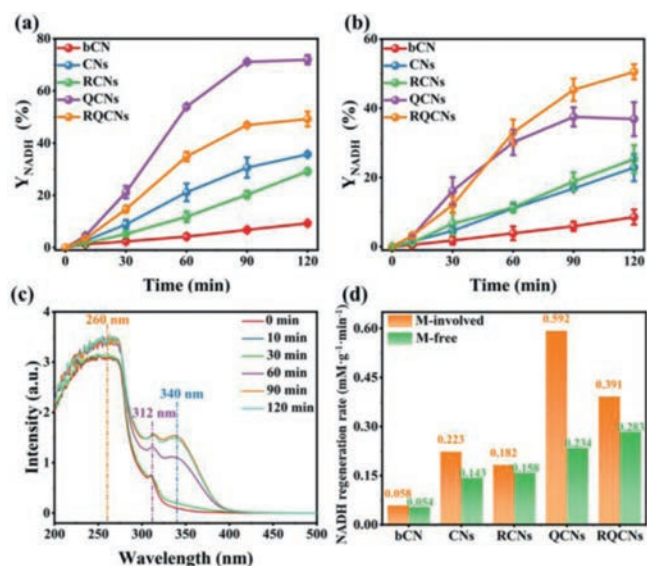 (a)
bCN
CNs
RCNs
QCNs
RQCNs
80
60
40
20
0
Y_NADH (%)
0 30 60 90 120
Time (min)
(b)
bCN
CNs
RCNs
QCNs
RQCNs
60
40
20
0
Y_NADH (%)
0 30 60 90 120
Time (min)
(c)
260 nm
312 nm
340 nm
0 min
10 min
30 min
60 min
90 min
120 min
4
3
2
1
0
Intensity (a.u.)
200 250 300 350 400 450 500
Wavelength (nm)
(d)
M-involved
M-free
0.60
0.45
0.30
0.15
0.00
NADH regeneration rate (mM·g⁻¹·min⁻¹)
0.058
0.054
0.223
0.143
0.182
0.158
0.592
0.234
0.391
0.283
bCN CNs RCNs QCNs RQCNs